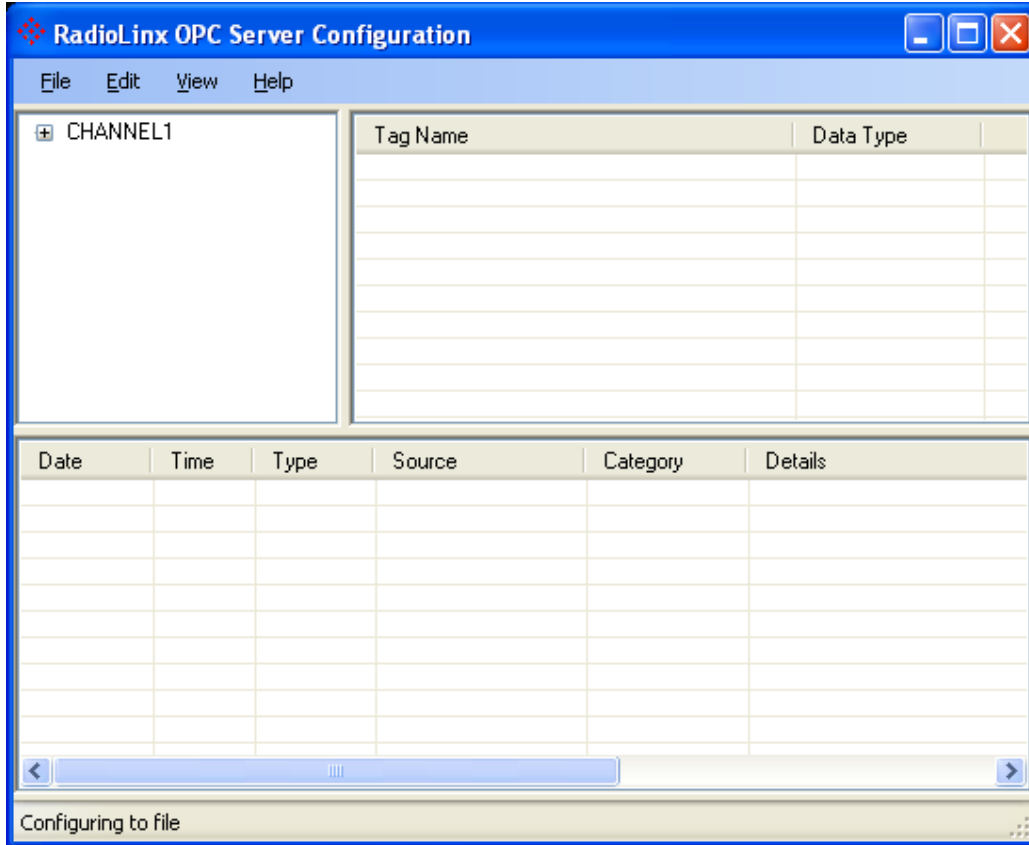 RadioLinx OPC Server Configuration
File Edit View Help
CHANNEL1
Tag Name Data Type
Date Time Type Source Category Details
Configuring to file